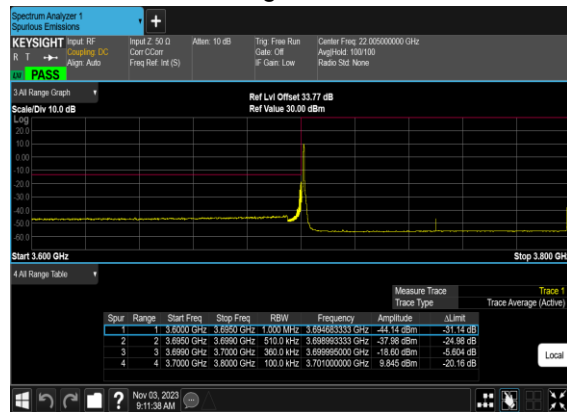 Spectrum Analyzer 1
Spurious Emissions
+
KEYSIGHT Input: RF Input Z: 50 Ω Atten: 10 dB Trig: Free Run Center Freq: 22.005000000 GHz
R T Coupling: DC Corr CCorr Gate: Off Avg|Hold: 100/100
Align: Auto Freq Ref: Int (S) IF Gain: Low Radio Std: None
LXI PASS
3 All Range Graph
Ref Lvl Offset 33.77 dB
Scale/Div 10.0 dB Ref Value 30.00 dBm
Log
20.0
10.0
0.00
-10.0
-20.0
-30.0
-40.0
-50.0
-60.0
Start 3.600 GHz Stop 3.800 GHz
4 All Range Table
Measure Trace Trace 1
Trace Type Trace Average (Active)
Spur Range Start Freq Stop Freq RBW Frequency Amplitude ΔLimit
1 1 3.6000 GHz 3.6950 GHz 1.000 MHz 3.694683333 GHz -44.14 dBm -31.14 dB
2 2 3.6950 GHz 3.6990 GHz 510.0 kHz 3.698993333 GHz -37.98 dBm -24.98 dB
3 3 3.6990 GHz 3.7000 GHz 360.0 kHz 3.699995000 GHz -18.60 dBm -5.604 dB
4 4 3.7000 GHz 3.8000 GHz 100.0 kHz 3.701000000 GHz 9.845 dBm -20.16 dB
Local
? Nov 03, 2023
9:11:38 AM